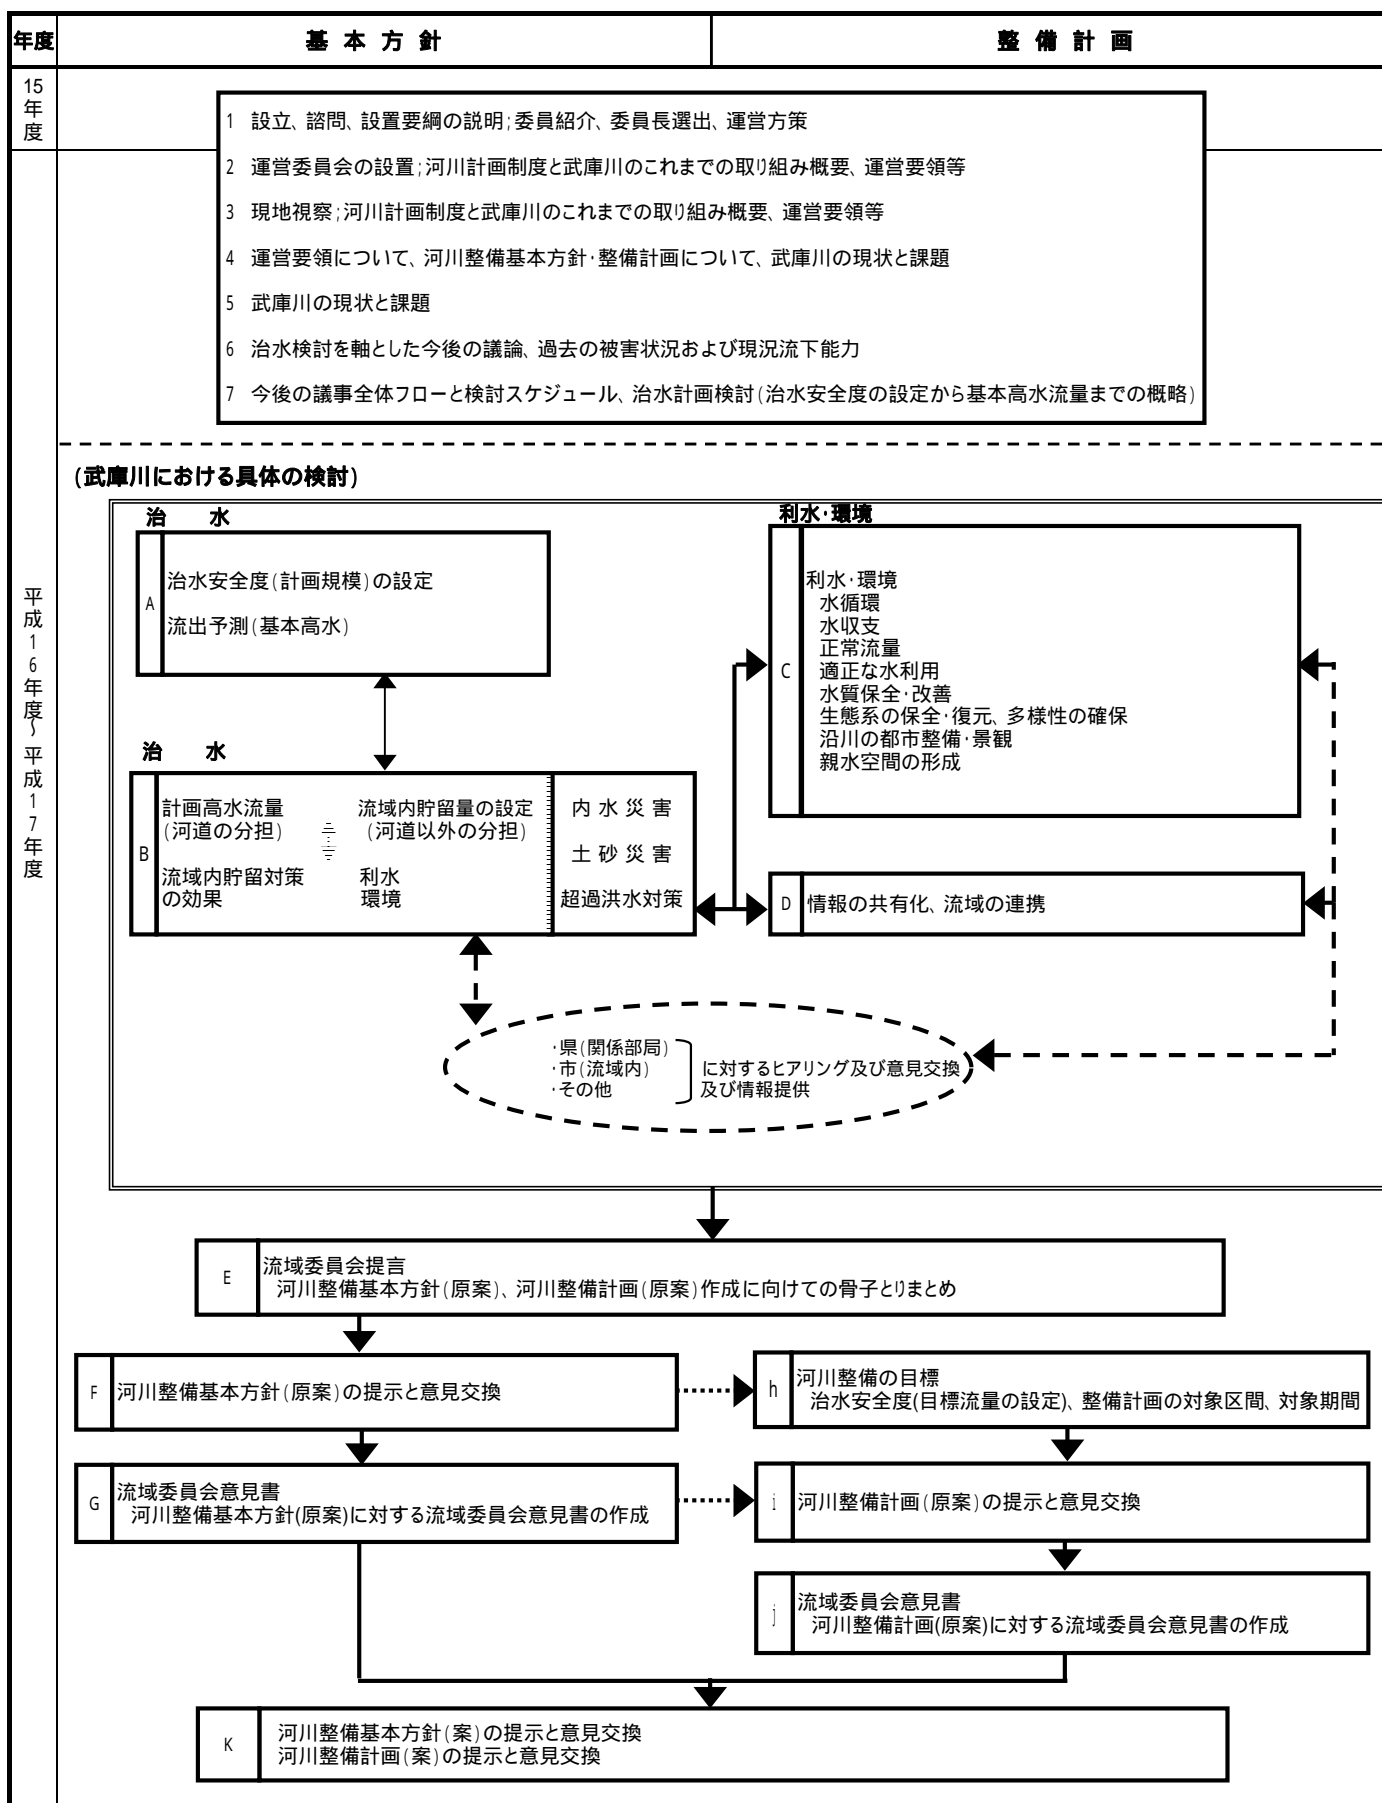 年度
基 本 方 針
整 備 計 画
15年度
1 設立、諮問、設置要綱の説明;委員紹介、委員長選出、運営方策
2 運営委員会の設置;河川計画制度と武庫川のこれまでの取り組み概要、運営要領等
3 現地視察;河川計画制度と武庫川のこれまでの取り組み概要、運営要領等
4 運営要領について、河川整備基本方針・整備計画について、武庫川の現状と課題
5 武庫川の現状と課題
6 治水検討を軸とした今後の議論、過去の被害状況および現況流下能力
7 今後の議事全体フローと検討スケジュール、治水計画検討(治水安全度の設定から基本高水流量までの概略)
平成16年度~平成17年度
(武庫川における具体の検討)
治 水
A
治水安全度(計画規模)の設定
流出予測(基本高水)
利水・環境
C
利水・環境
水循環
水収支
正常流量
適正な水利用
水質保全・改善
生態系の保全・復元、多様性の確保
沿川の都市整備・景観
親水空間の形成
治 水
B
計画高水流量
(河道の分担)
流域内貯留対策
の効果
流域内貯留量の設定
(河道以外の分担)
利水
環境
内 水 災 害
土 砂 災 害
超過洪水対策
D
情報の共有化、流域の連携
・県(関係部局)
・市(流域内)
・その他
に対するヒアリング及び意見交換
及び情報提供
E
流域委員会提言
河川整備基本方針(原案)、河川整備計画(原案)作成に向けての骨子とりまとめ
F
河川整備基本方針(原案)の提示と意見交換
h
河川整備の目標
治水安全度(目標流量の設定)、整備計画の対象区間、対象期間
G
流域委員会意見書
河川整備基本方針(原案)に対する流域委員会意見書の作成
i
河川整備計画(原案)の提示と意見交換
j
流域委員会意見書
河川整備計画(原案)に対する流域委員会意見書の作成
K
河川整備基本方針(案)の提示と意見交換
河川整備計画(案)の提示と意見交換